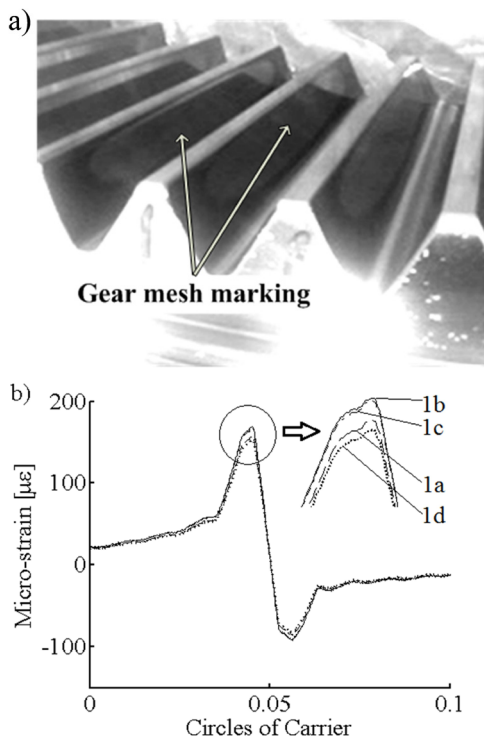 a)
Gear mesh marking
b)
200
100
0
-100
Micro-strain [με]
0
0.05
0.1
Circles of Carrier
1b
1c
1a
1d